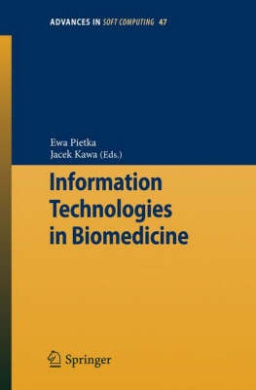 ADVANCES IN SOFT COMPUTING 47
Ewa Pietka
Jacek Kawa (Eds.)
Information
Technologies
in Biomedicine
Springer